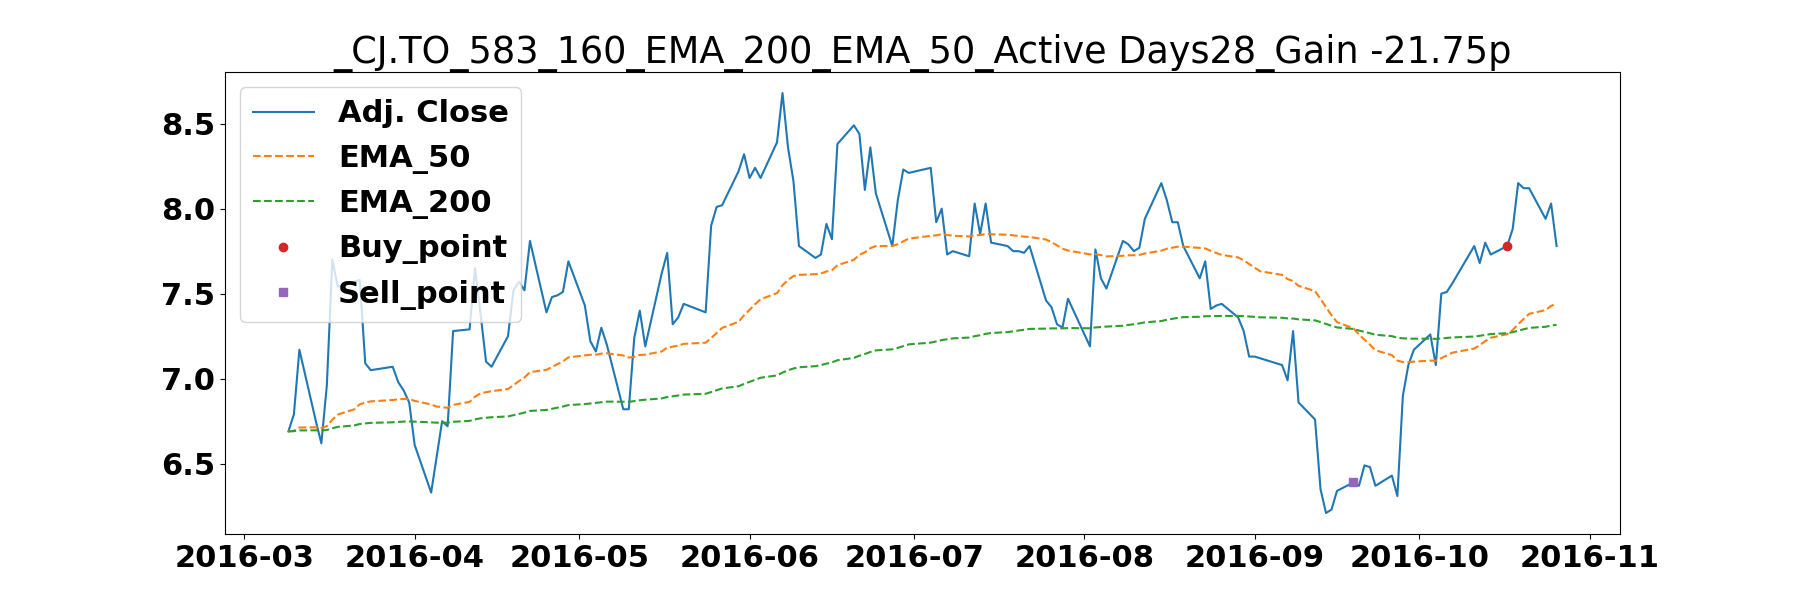 _CJ.TO_583_160_EMA_200_EMA_50_Active Days28_Gain -21.75p
Adj. Close
EMA_50
EMA_200
Buy_point
Sell_point
8.5
8.0
7.5
7.0
6.5
2016-03 2016-04 2016-05 2016-06 2016-07 2016-08 2016-09 2016-10 2016-11